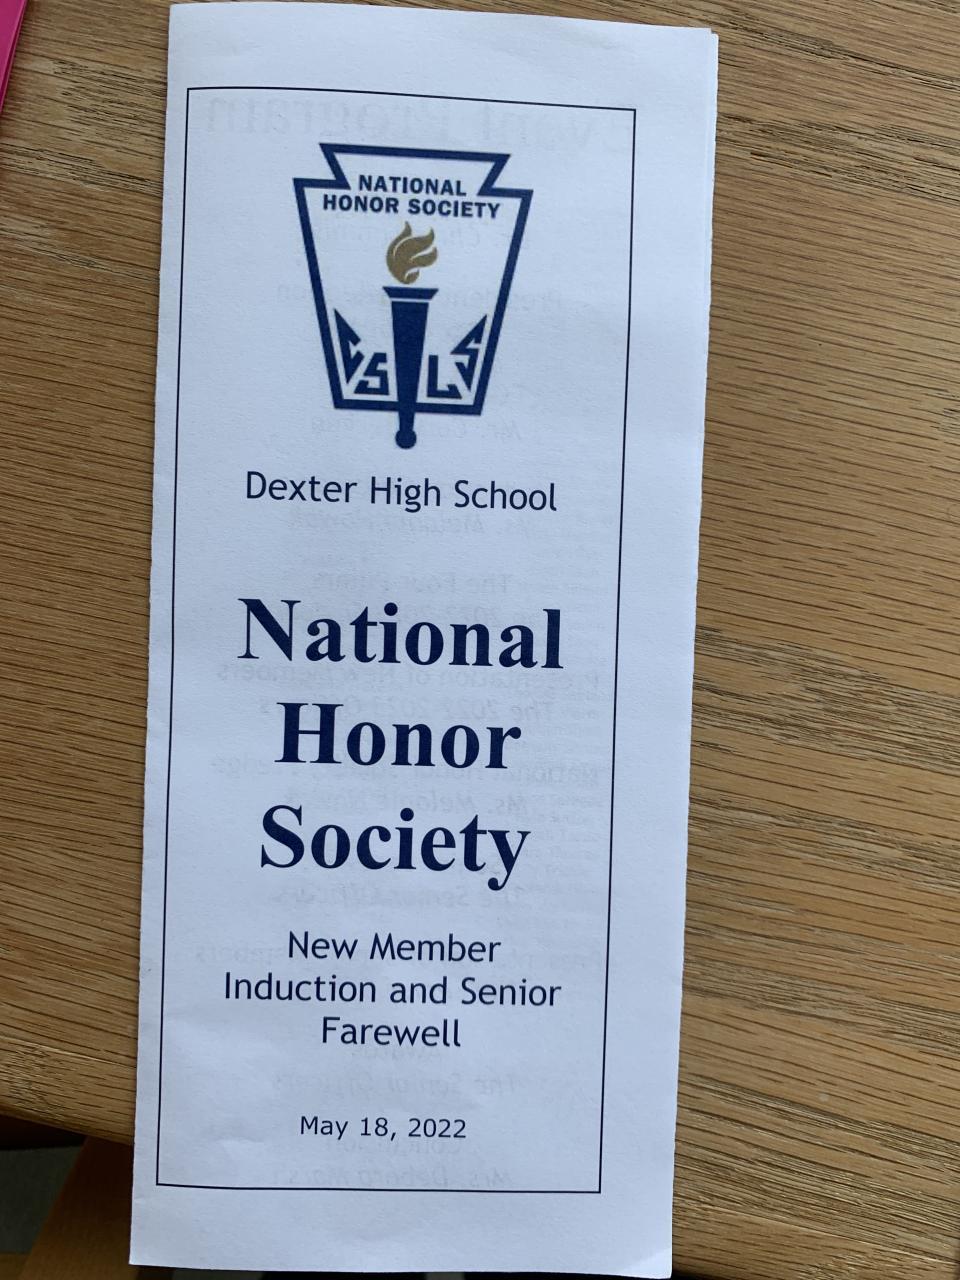 NATIONAL
HONOR SOCIETY
C S L S
Dexter High School
National
Honor
Society
New Member
Induction and Senior
Farewell
May 18, 2022